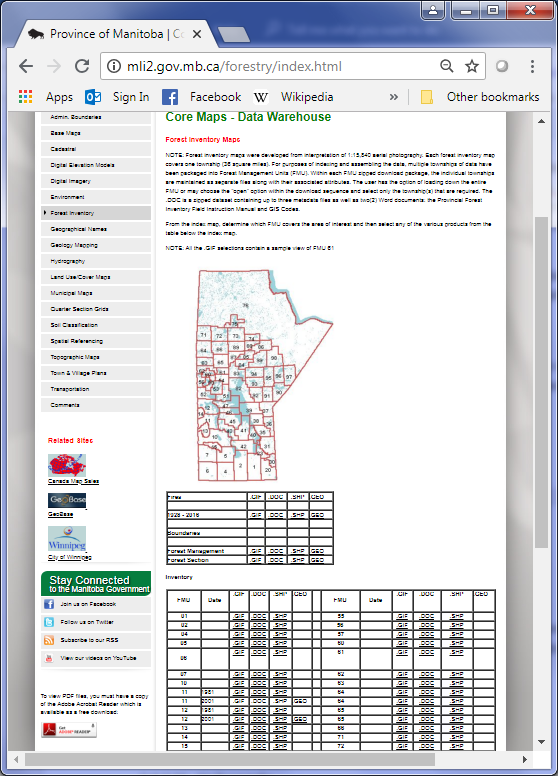 Province of Manitoba | Co
mli2.gov.mb.ca/forestry/index.html
Apps Sign In Facebook Wikipedia Other bookmarks
Core Maps - Data Warehouse
Admin. Boundaries
Base Maps
Cadastral
Digital Elevation Models
Digital Imagery
Environment
Forest Inventory
Geographical Names
Geology Mapping
Hydrography
Land Use/Cover Maps
Municipal Maps
Quarter Section Grids
Soil Classification
Spatial Referencing
Topographic Maps
Town & Village Plans
Transportation
Comments
Related Sites
Canada Map Sales
GeoBase
GeoBase
Winnipeg
City of Winnipeg
Stay Connected
to the Manitoba Government
Join us on Facebook
Follow us on Twitter
Subscribe to our RSS
View our videos on YouTube
To view PDF files, you must have a copy
of the Adobe Acrobat Reader which is
available as a free download:
Get
ADOBE READER
Forest Inventory Maps
NOTE: Forest inventory maps were developed from interpretation of 1:15,840 aerial photography. Each forest inventory map
covers one township (36 square miles). For purposes of indexing and assembling the data, multiple townships of data have
been packaged into Forest Management Units (FMU). Within each FMU zipped download package, the individual townships
are maintained as separate files along with their associated attributes. The user has the option of loading down the entire
FMU or may choose the "open" option within the download sequence and select only the township(s) that are required. The
.DOC is a zipped dataset containing up to three metadata files as well as two(2) Word documents: the Provincial Forest
Inventory Field Instruction Manual and GIS Codes.
From the index map, determine which FMU covers the area of interest and then select any of the various products from the
table below the index map.
NOTE: All the .GIF selections contain a sample view of FMU 61
Fires .GIF .DOC .SHP GEO
1928 - 2016 .GIF .DOC .SHP GEO
Boundaries
Forest Management .GIF .DOC .SHP GEO
Forest Section .GIF .DOC .SHP GEO
Inventory
FMU Date .GIF .DOC .SHP GEO FMU Date .GIF .DOC .SHP .GEO
01 .GIF .DOC .SHP 55 .GIF .DOC .SHP
02 .GIF .DOC .SHP 56 .GIF .DOC .SHP
04 .GIF .DOC .SHP 57 .GIF .DOC .SHP
05 .GIF .DOC .SHP 60 .GIF .DOC .SHP
06 .GIF .DOC .SHP 61 .GIF .DOC .SHP
07 .GIF .DOC .SHP 62 .GIF .DOC .SHP
10 .GIF .DOC .SHP 63 .GIF .DOC .SHP
11 1981 .GIF .DOC .SHP 64 .GIF .DOC .SHP
11 2001 .GIF .DOC .SHP GEO 64 .GIF .DOC .SHP
12 1981 .GIF .DOC .SHP 65 .GIF .DOC .SHP
12 2001 .GIF .DOC .SHP GEO 65 .GIF .DOC .SHP
13 .GIF .DOC .SHP 66 .GIF .DOC .SHP
14 .GIF .DOC .SHP 71 .GIF .DOC .SHP
15 .GIF .DOC .SHP 72 .GIF .DOC .SHP